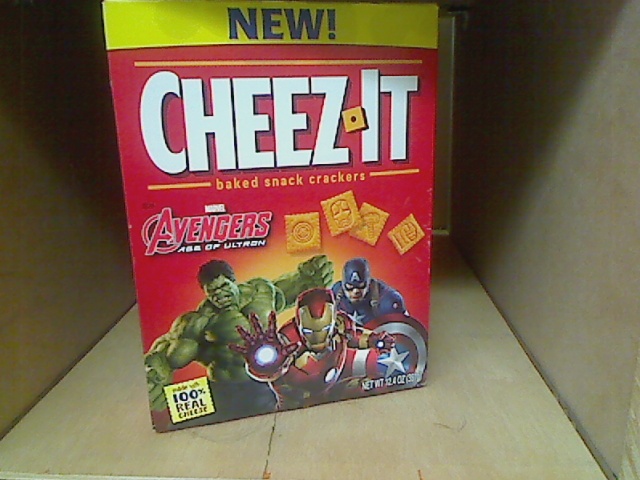 NEW!
CHEEZ-IT
baked snack crackers
MARVEL
AVENGERS
AGE OF ULTRON
A
made with
100%
REAL
CHEESE
NET WT 12.4 OZ